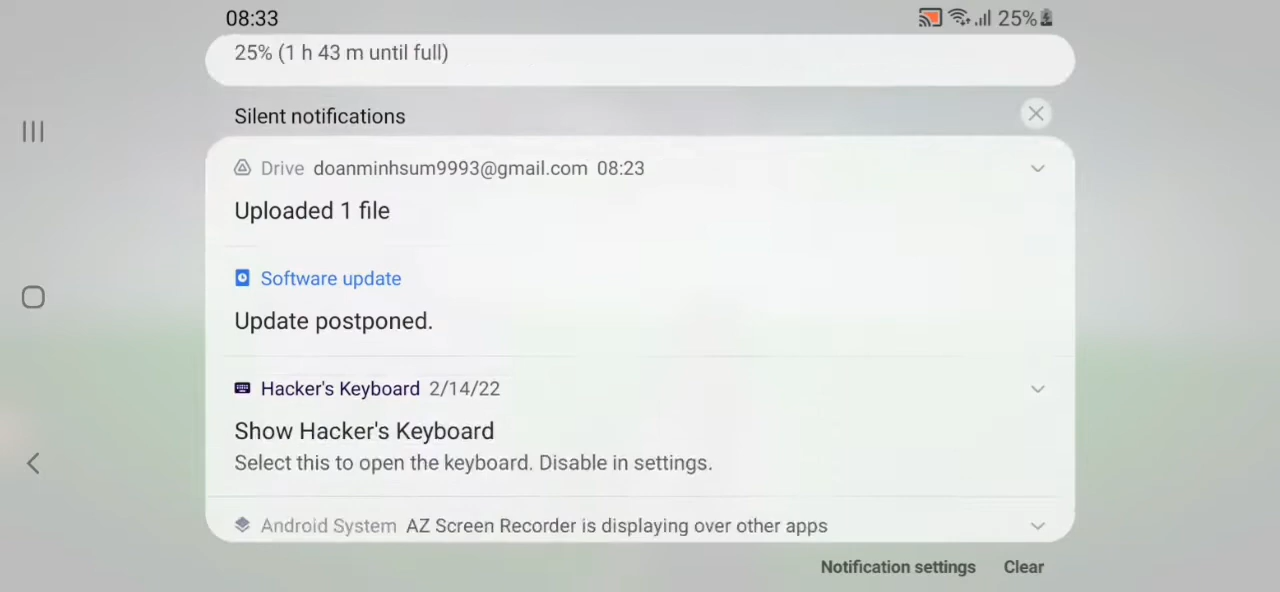 08:33
25%
25% (1 h 43 m until full)
Silent notifications
Drive doanminhsum9993@gmail.com 08:23
Uploaded 1 file
Software update
Update postponed.
Hacker's Keyboard 2/14/22
Show Hacker's Keyboard
Select this to open the keyboard. Disable in settings.
Android System AZ Screen Recorder is displaying over other apps
Notification settings Clear